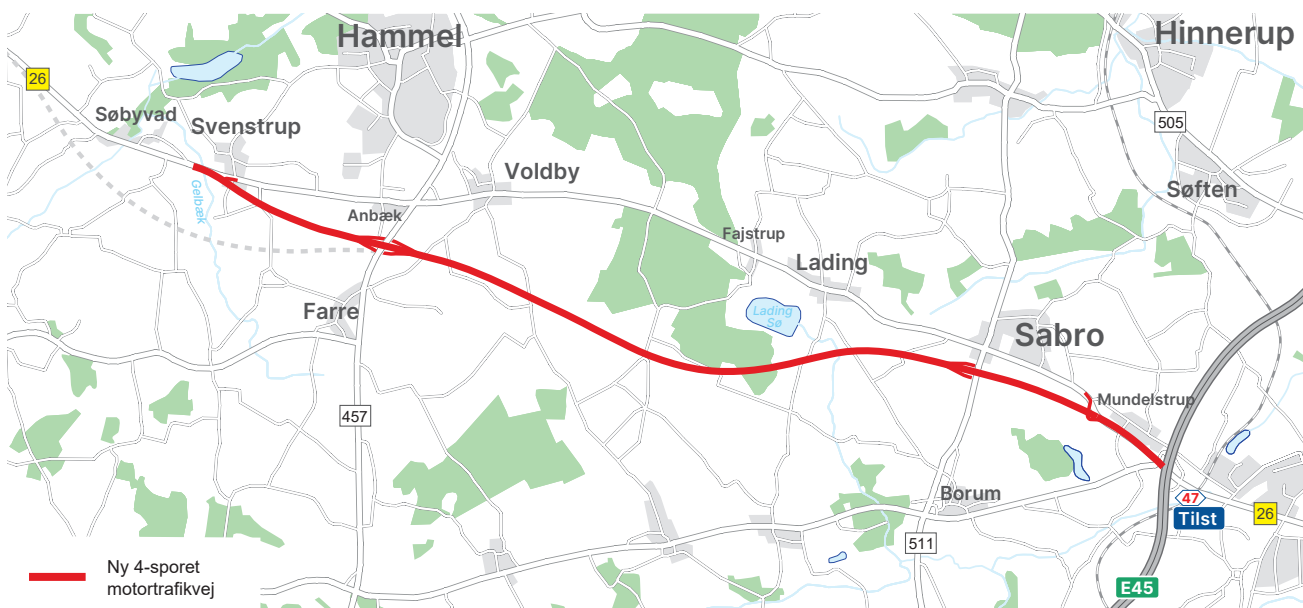 Hammel
Hinnerup
26
Søbyvad
Svenstrup
505
Voldby
Gelbæk
Søften
Anbæk
Fajstrup
Lading
Farre
Lading
Sø
Sabro
Mundelstrup
457
Borum
47
Tilst
26
511
Ny 4-sporet
motortrafikvej
E45